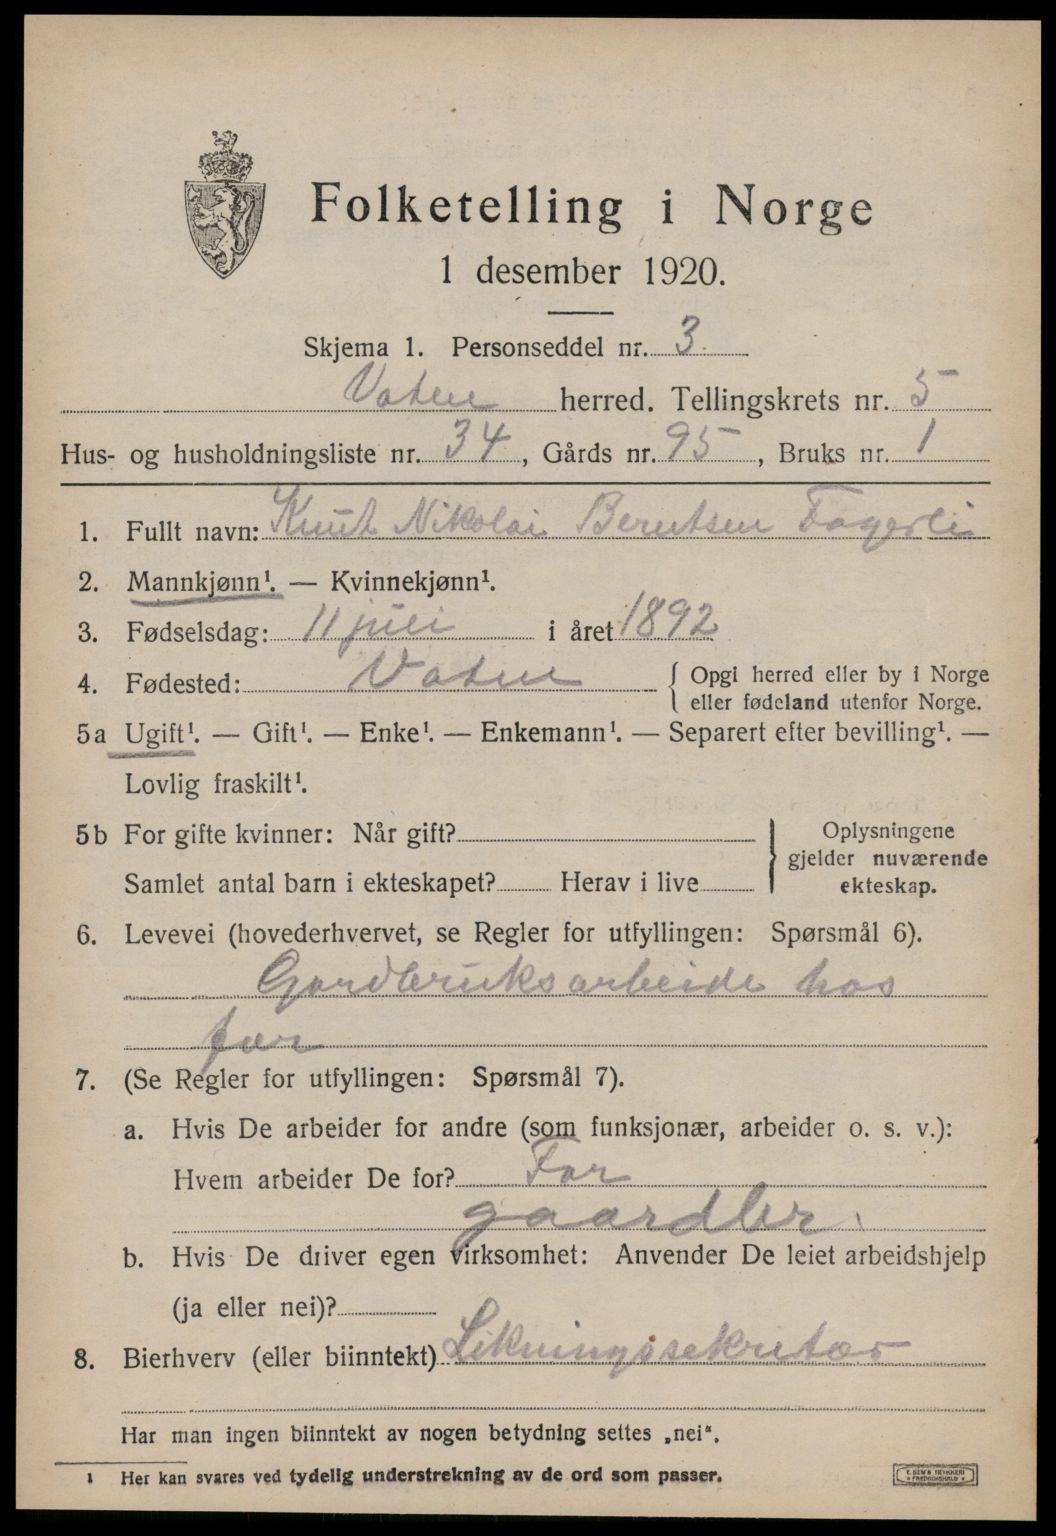 Folketelling i Norge
1 desember 1920.
Skjema 1. Personseddel nr. 3
Vatne herred. Tellingskrets nr. 5
Hus- og husholdningsliste nr. 34, Gårds nr. 95, Bruks nr. 1
1. Fullt navn: Knut Nikolai Berntsen Fagerli
2. Mannkjønn¹. — Kvinnekjønn¹.
3. Fødselsdag: 11 juli i året 1892
4. Fødested: Vatne { Opgi herred eller by i Norge
eller fødeland utenfor Norge.
5a Ugift¹. — Gift¹. — Enke¹. — Enkemann¹. — Separert efter bevilling¹. —
Lovlig fraskilt¹.
5b For gifte kvinner: Når gift? } Oplysningene
gjelder nuværende
Samlet antal barn i ekteskapet? Herav i live ekteskap.
6. Levevei (hovederhvervet, se Regler for utfyllingen: Spørsmål 6).
Gardbruksarbeide hos
far
7. (Se Regler for utfyllingen: Spørsmål 7).
a. Hvis De arbeider for andre (som funksjonær, arbeider o. s. v.):
Hvem arbeider De for? Far
gaardbr.
b. Hvis De driver egen virksomhet: Anvender De leiet arbeidshjelp
(ja eller nei)?
8. Bierhverv (eller biinntekt) Likningssekretær
Har man ingen biinntekt av nogen betydning settes „nei".
1 Her kan svares ved tydelig understrekning av de ord som passer.
E. SEM'S TRYKKERI
FREDRIKSHALD